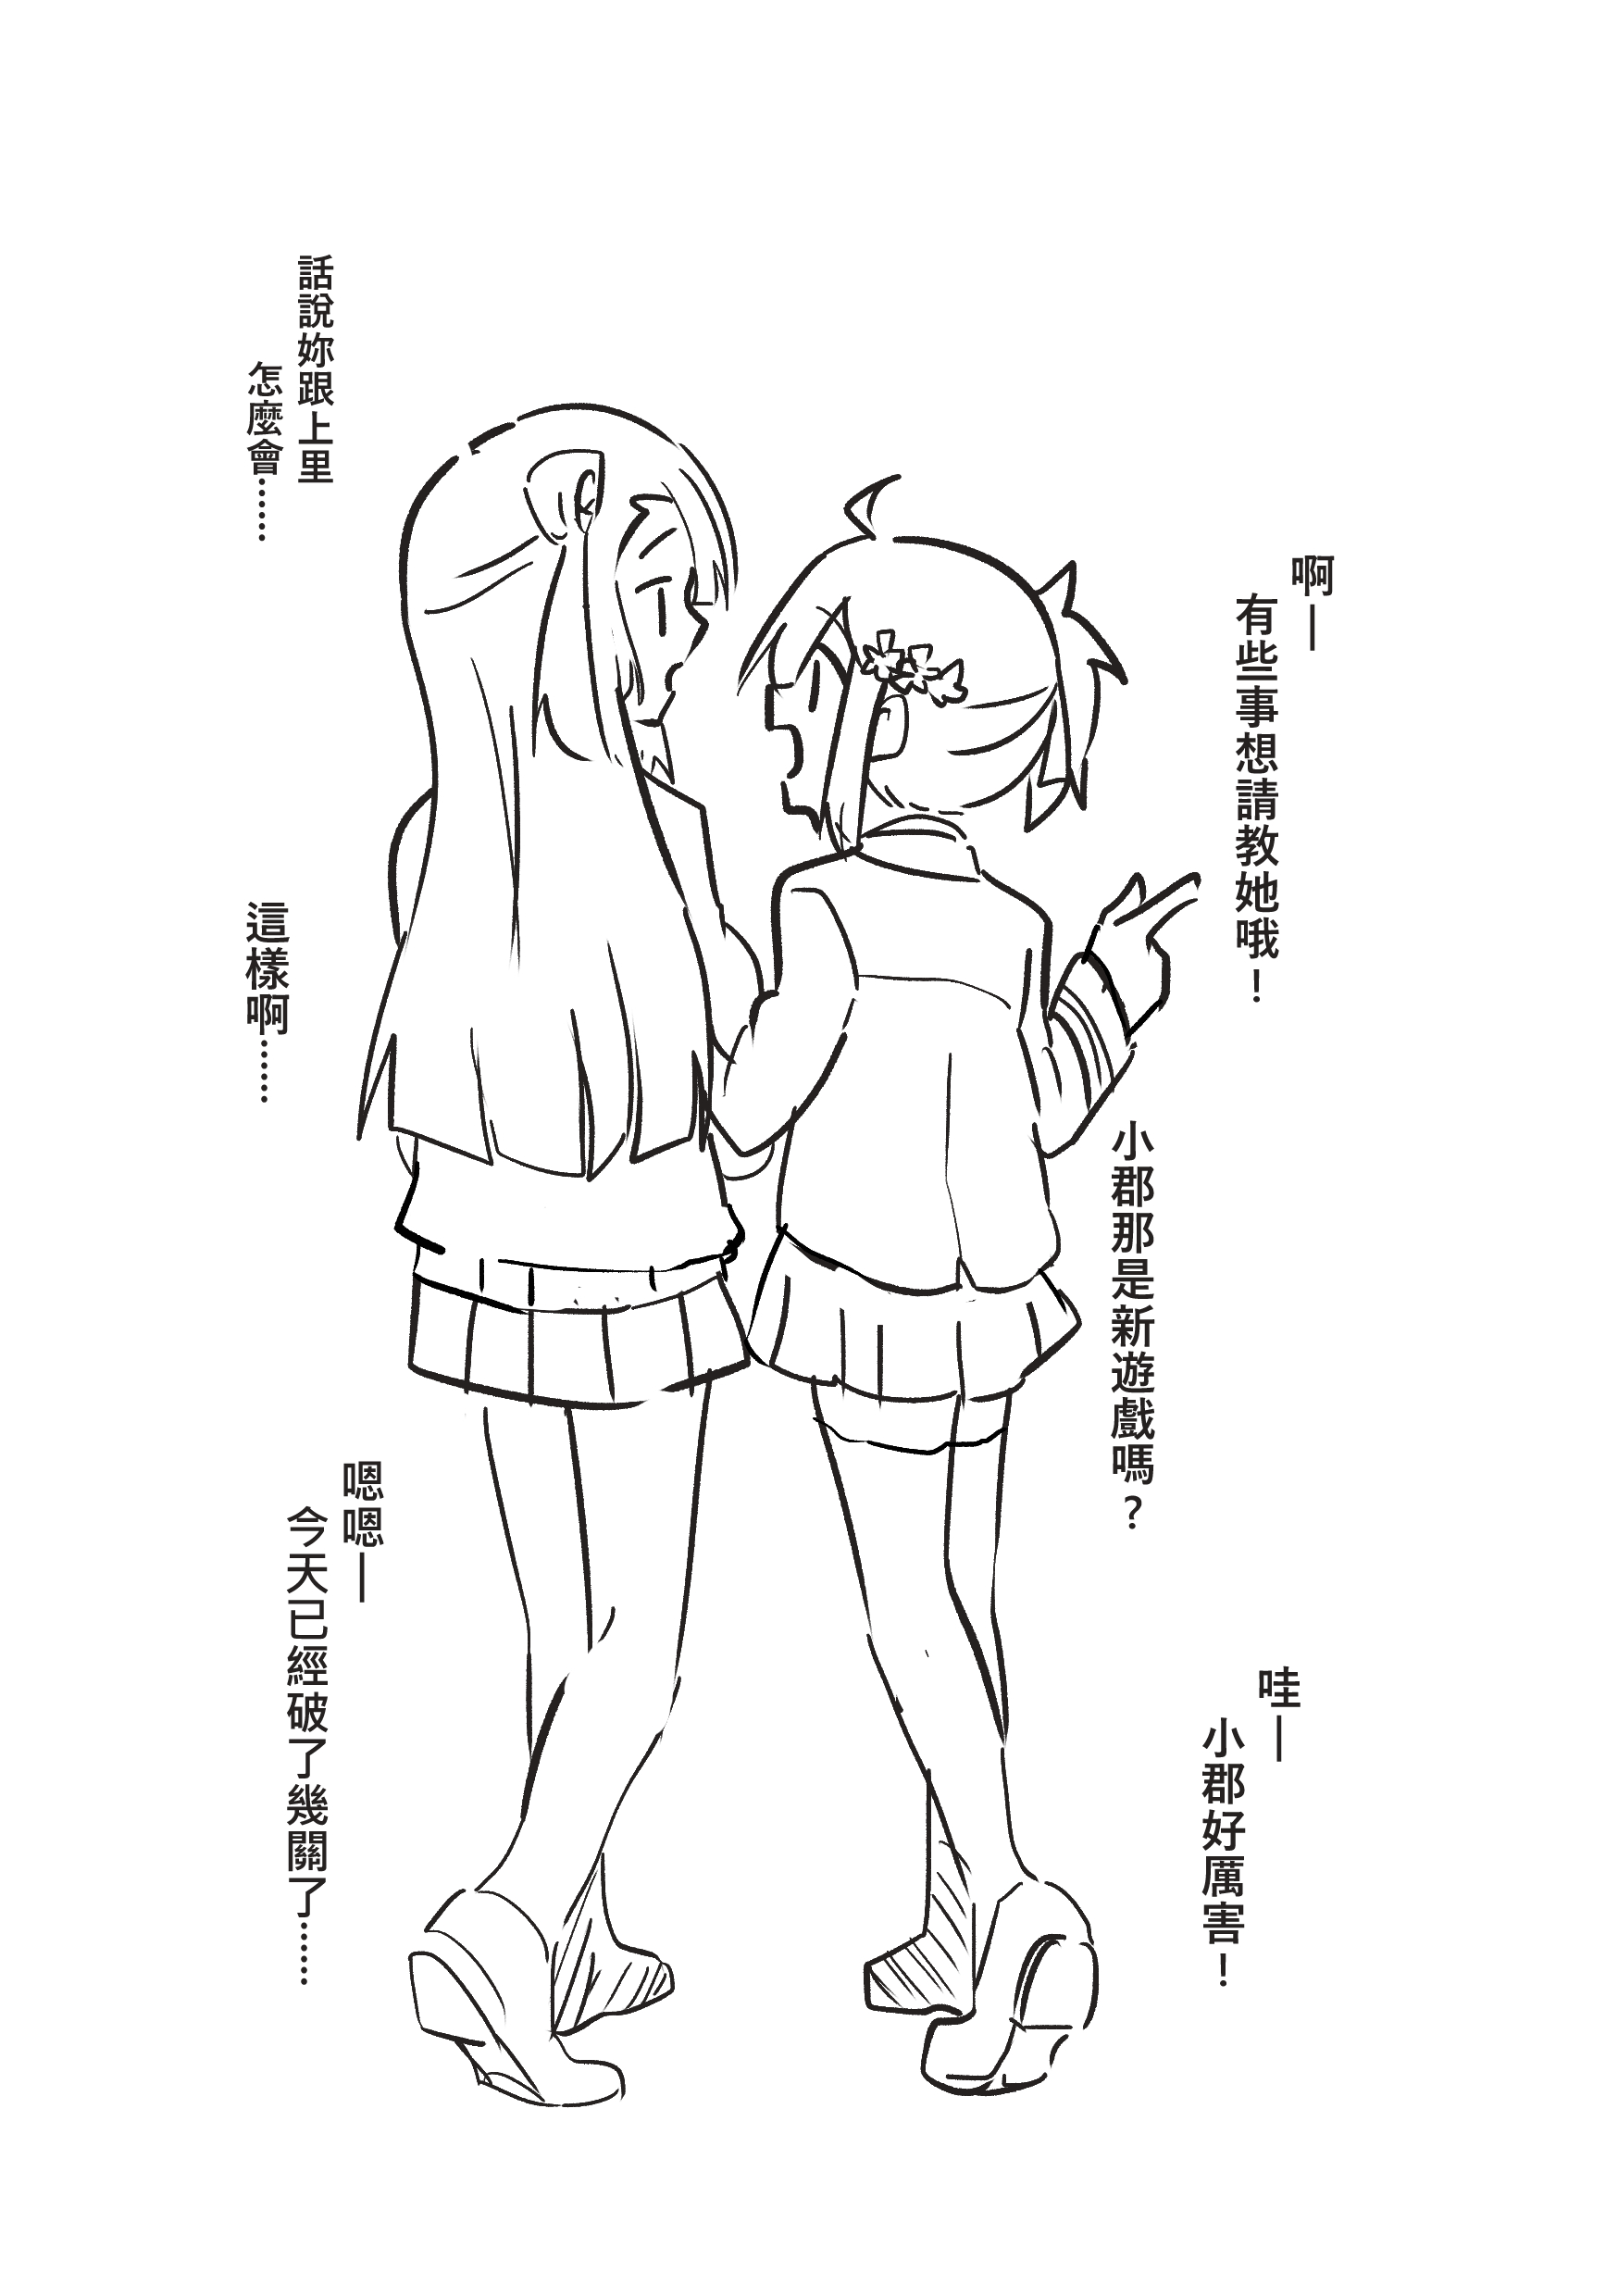 話說妳跟上里
怎麼會……
啊—
有些事想請教她哦！
這樣啊……
小郡那是新遊戲嗎？
嗯嗯—
今天已經破了幾關了……
哇—
小郡好厲害！